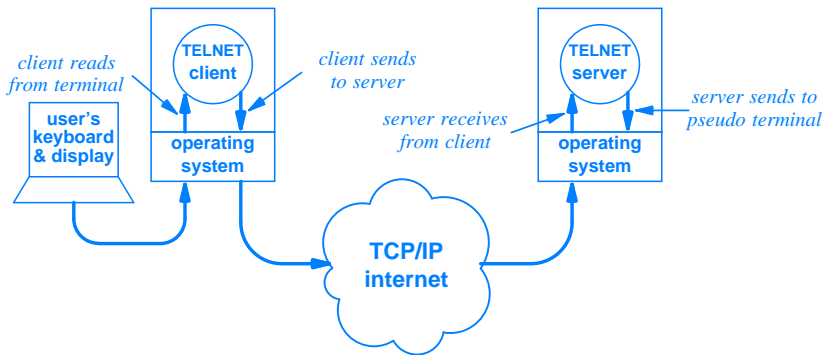 TELNET
client
client reads
from terminal
client sends
to server
user's
keyboard
& display
operating
system
TCP/IP
internet
TELNET
server
server receives
from client
server sends to
pseudo terminal
operating
system